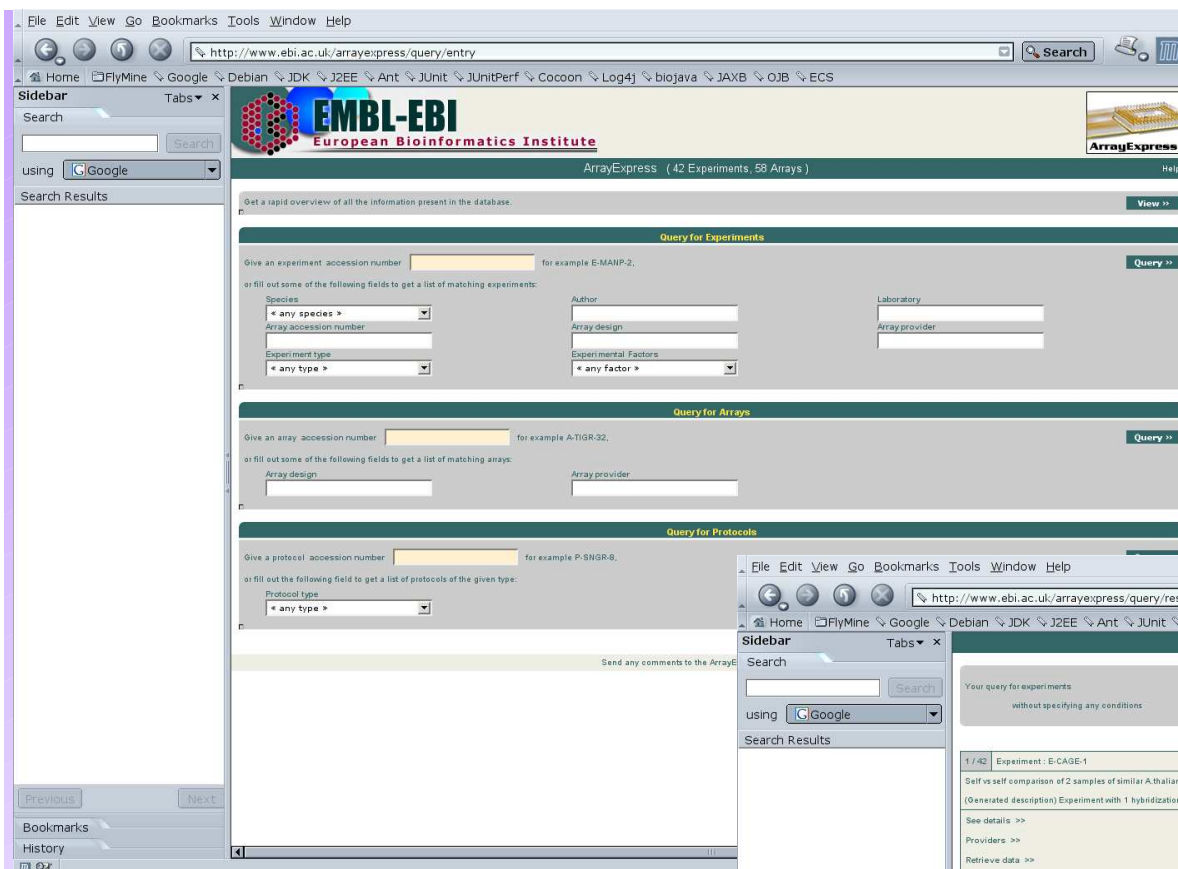 File Edit View Go Bookmarks Tools Window Help
http://www.ebi.ac.uk/arrayexpress/query/entry
Search
Home FlyMine Google Debian JDK J2EE Ant JUnit JUnitPerf Cocoon Log4j biojava JAXB OJB ECS
Sidebar Tabs
Search
Search
using Google
Search Results
Previous Next
Bookmarks
History
EMBL-EBI
European Bioinformatics Institute
ArrayExpress
ArrayExpress ( 42 Experiments, 58 Arrays )
Help
Get a rapid overview of all the information present in the database.
View »
Query for Experiments
Give an experiment accession number for example E-MANP-2,
Query »
or fill out some of the following fields to get a list of matching experiments:
Species Author Laboratory
« any species »
Array accession number Array design Array provider
Experiment type Experimental Factors
« any type » « any factor »
Query for Arrays
Give an array accession number for example A-TIGR-32,
Query »
or fill out some of the following fields to get a list of matching arrays:
Array design Array provider
Query for Protocols
Give a protocol accession number for example P-SNGR-8,
or fill out the following field to get a list of protocols of the given type:
Protocol type
« any type »
Send any comments to the ArrayE
File Edit View Go Bookmarks Tools Window Help
http://www.ebi.ac.uk/arrayexpress/query/res
Home FlyMine Google Debian JDK J2EE Ant JUnit
Sidebar Tabs
Search
Search
using Google
Search Results
Your query for experiments
without specifying any conditions
1 / 42 Experiment : E-CAGE-1
Self vs self comparison of 2 samples of similar A.thalian
(Generated description) Experiment with 1 hybridization
See details >>
Providers >>
Retrieve data >>